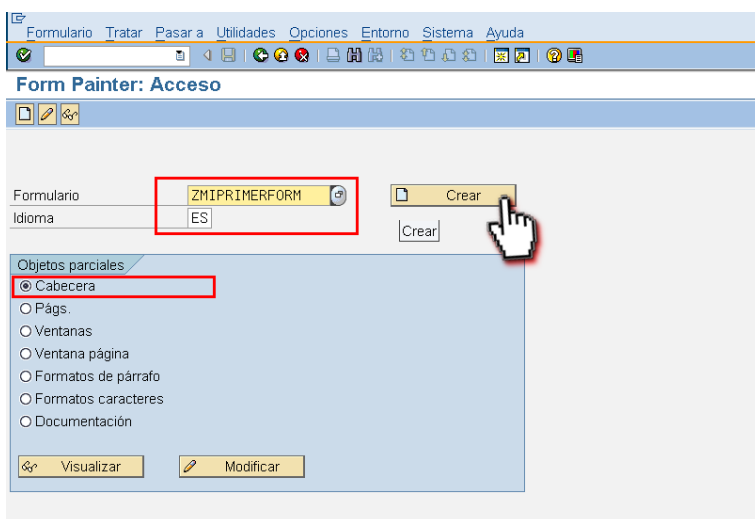 Formulario Tratar Pasar a Utilidades Opciones Entorno Sistema Ayuda
Form Painter: Acceso
Formulario ZMIPRIMERFORM Crear
Idioma ES
Crear
Objetos parciales
Cabecera
Págs.
Ventanas
Ventana página
Formatos de párrafo
Formatos caracteres
Documentación
Visualizar Modificar